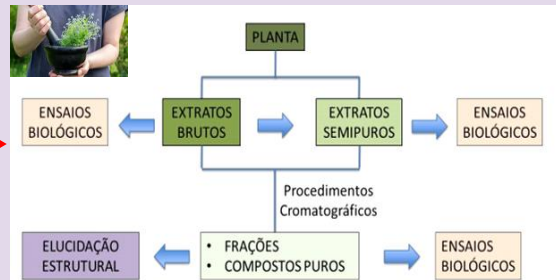 PLANTA
ENSAIOS
BIOLÓGICOS
EXTRATOS
BRUTOS
EXTRATOS
SEMIPUROS
ENSAIOS
BIOLÓGICOS
Procedimentos
Cromatográficos
ELUCIDAÇÃO
ESTRUTURAL
• FRAÇÕES
• COMPOSTOS PUROS
ENSAIOS
BIOLÓGICOS